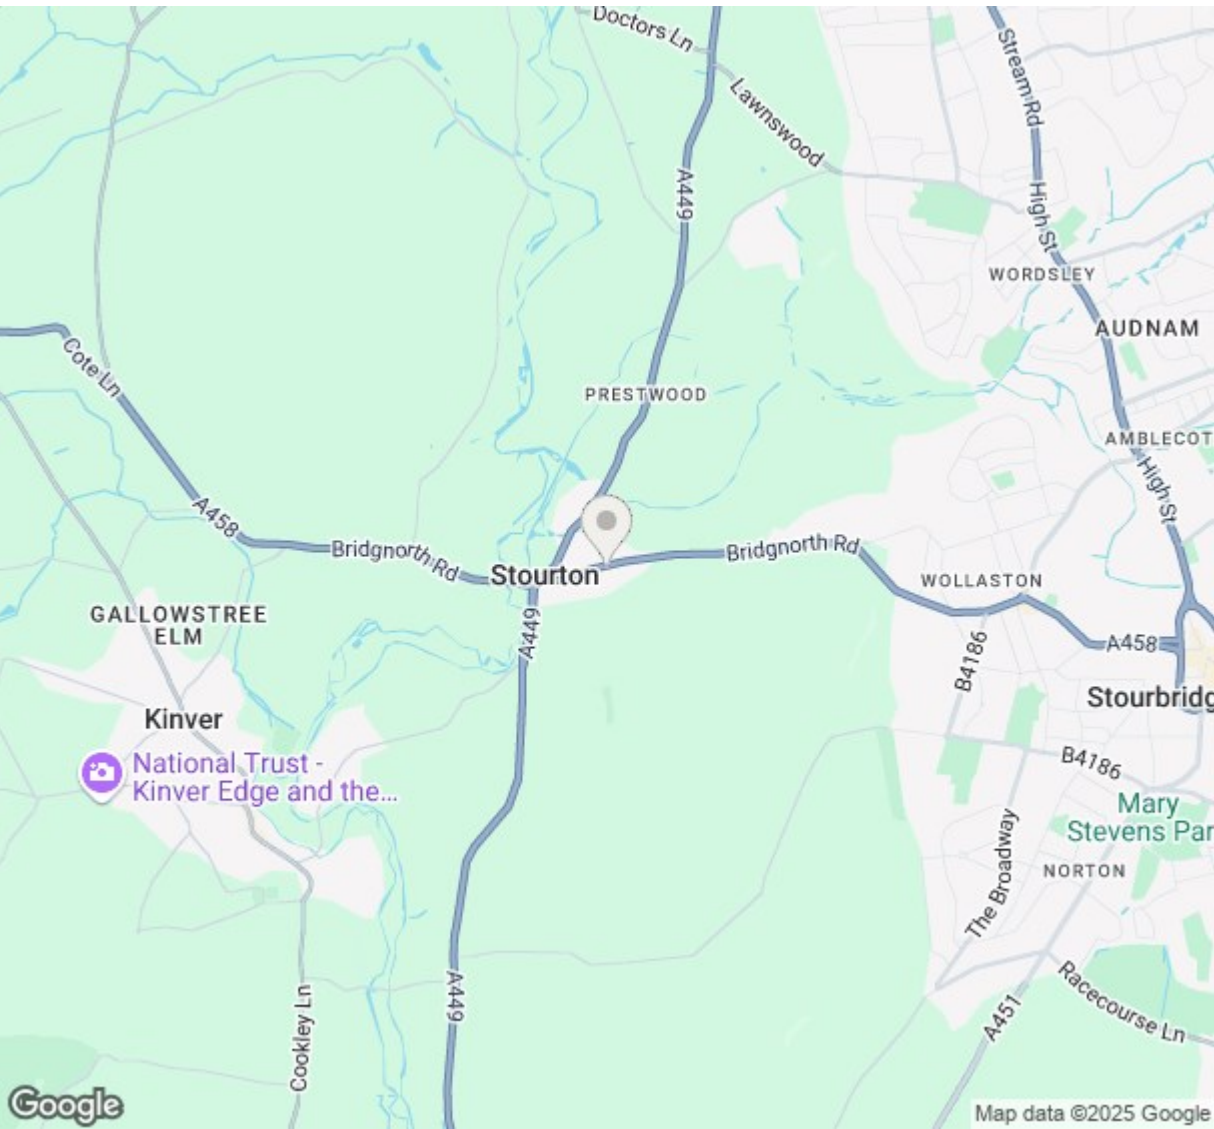 Doctors Ln
Stream Rd
Lawnswood
A449
High St
WORDSLEY
AUDNAM
Cote Ln
PRESTWOOD
AMBLECOT
High St
A458
Bridgnorth Rd
Bridgnorth Rd
Stourton
WOLLASTON
GALLOWSTREE
ELM
A449
B4186
A458
Stourbridg
Kinver
National Trust -
Kinver Edge and the...
B4186
Mary
Stevens Par
The Broadway
NORTON
A449
Cookley Ln
A451
Racecourse Ln
Google
Map data ©2025 Google